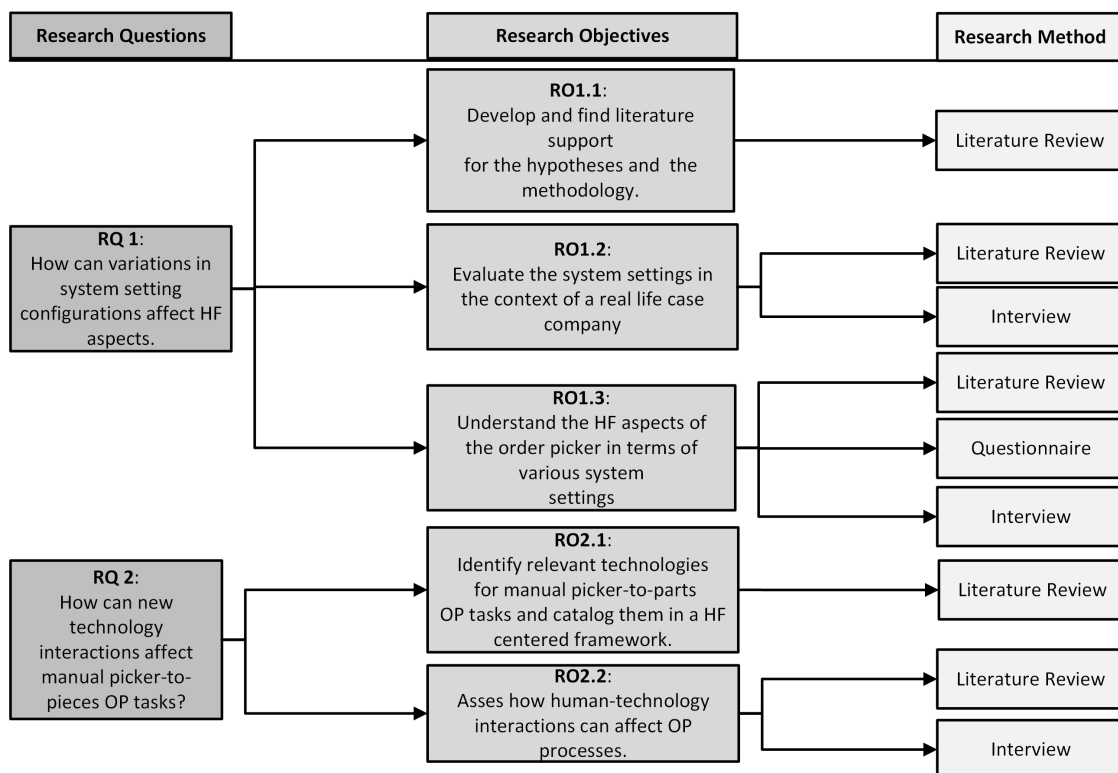 Research Questions
Research Objectives
Research Method
RO1.1:
Develop and find literature
support
for the hypotheses and the
methodology.
Literature Review
RQ 1:
How can variations in
system setting
configurations affect HF
aspects.
RO1.2:
Evaluate the system settings in
the context of a real life case
company
Literature Review
Interview
RO1.3:
Understand the HF aspects of
the order picker in terms of
various system
settings
Literature Review
Questionnaire
Interview
RQ 2:
How can new
technology
interactions affect
manual picker-to-
pieces OP tasks?
RO2.1:
Identify relevant technologies
for manual picker-to-parts
OP tasks and catalog them in a HF
centered framework.
Literature Review
RO2.2:
Asses how human-technology
interactions can affect OP
processes.
Literature Review
Interview